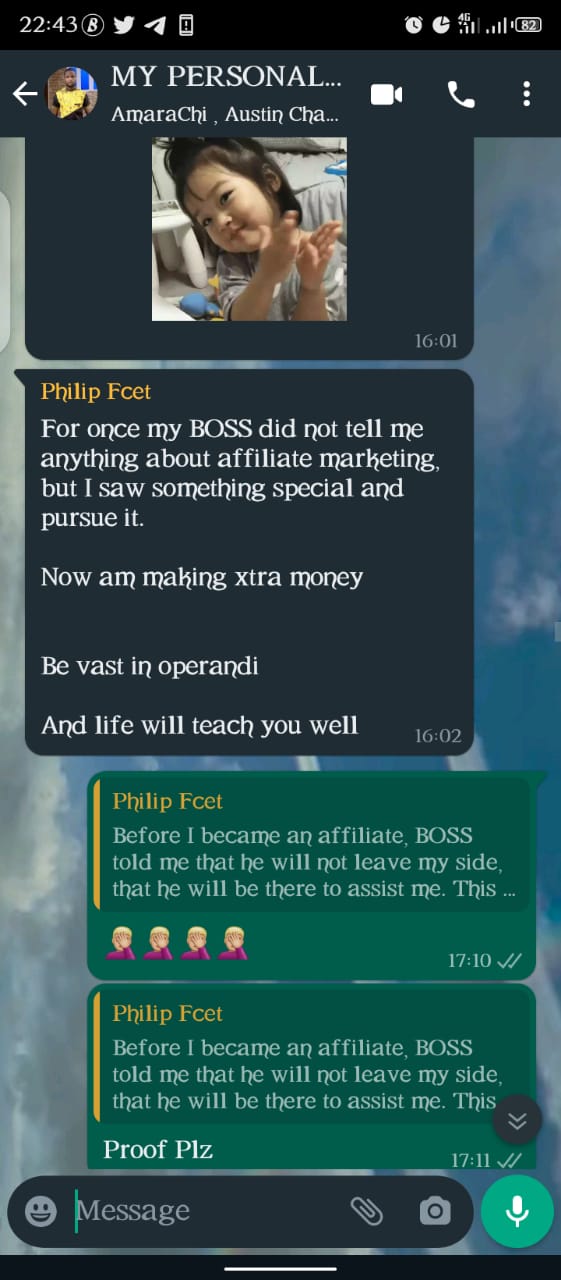 22:43
4G
82
MY PERSONAL...
AmaraChi , Austin Cha...
16:01
Philip Fcet
For once my BOSS did not tell me
anything about affiliate marketing,
but I saw something special and
pursue it.
Now am making xtra money
Be vast in operandi
And life will teach you well
16:02
Philip Fcet
Before I became an affiliate, BOSS
told me that he will not leave my side,
that he will be there to assist me. This ...
17:10
Philip Fcet
Before I became an affiliate, BOSS
told me that he will not leave my side,
that he will be there to assist me. This
Proof Plz
17:11
Message